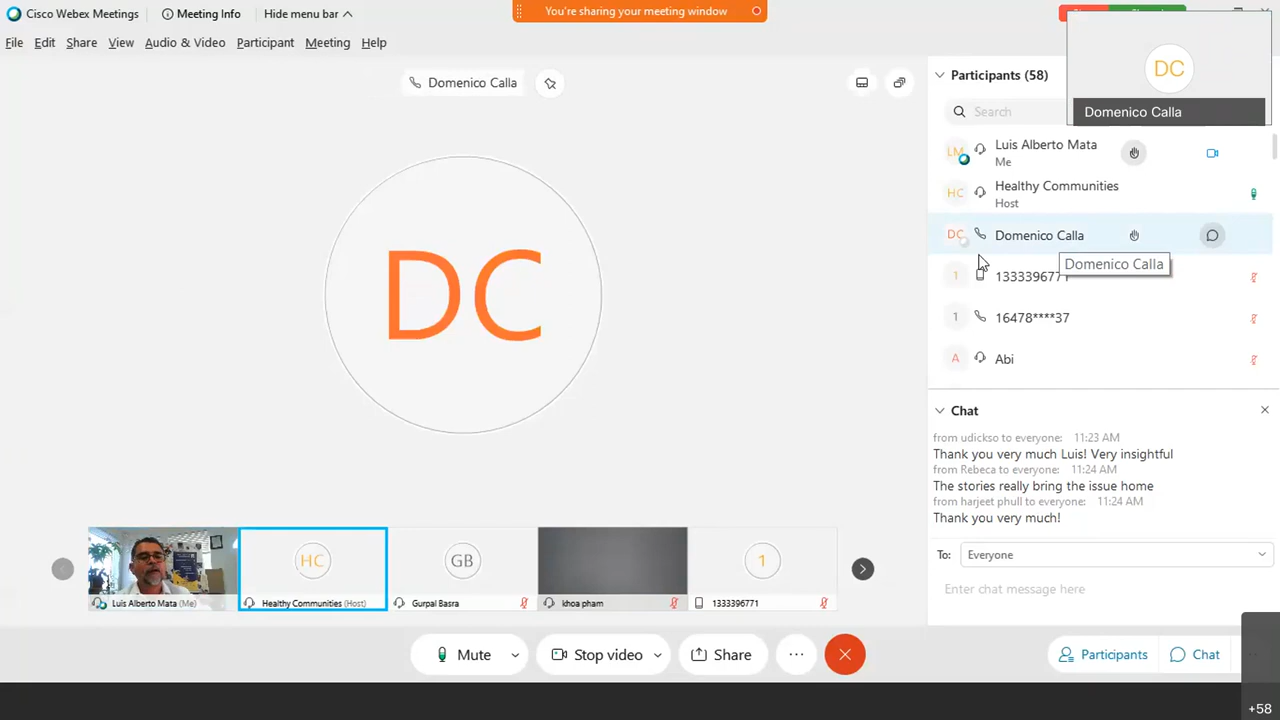 Cisco Webex Meetings
Meeting Info
Hide menu bar
You're sharing your meeting window
File Edit Share View Audio & Video Participant Meeting Help
Domenico Calla
DC
Participants (58)
Search
DC
Domenico Calla
LM
Luis Alberto Mata
Me
HC
Healthy Communities
Host
DC
Domenico Calla
Domenico Calla
1
1333396771
1
16478****37
A
Abi
Chat
from udickso to everyone: 11:23 AM
Thank you very much Luis! Very insightful
from Rebeca to everyone: 11:24 AM
The stories really bring the issue home
from harjeet phull to everyone: 11:24 AM
Thank you very much!
To: Everyone
Enter chat message here
Luis Alberto Mata (Me)
HC
Healthy Communities (Host)
GB
Gurpal Basra
khoa pham
1
1333396771
Mute
Stop video
Share
Participants
Chat
+58